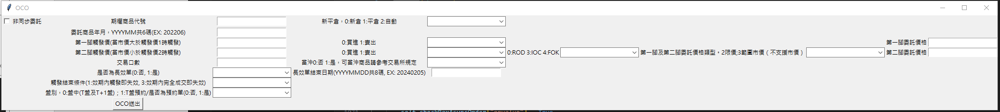 OCO
非同步委託 期權商品代號 新平倉，0:新倉 1:平倉 2:自動
委託商品年月，YYYYMM共6碼(EX: 202206)
第一腳觸發價(當市價大於觸發價1時觸發) 0:買進 1:賣出 第一腳委託價格
第二腳觸發價(當市價小於觸發價2時觸發) 0:買進 1:賣出 0:ROD 3:IOC 4:FOK 第一腳及第二腳委託價格類型。2限價;3範圍市價（不支援市價） 第二腳委託價格
交易口數 當沖0:否 1:是，可當沖商品請參考交易所規定
是否為長效單(0:否, 1:是) 長效單結束日期(YYYYMMDD共8碼, EX: 20240205)
觸發結束條件(1:效期內觸發即失效, 3:效期內完全成交即失效)
盤別，0:盤中(T盤及T+1盤)；1:T盤預約/是否為預約單(0:否, 1:是)
OCO送出